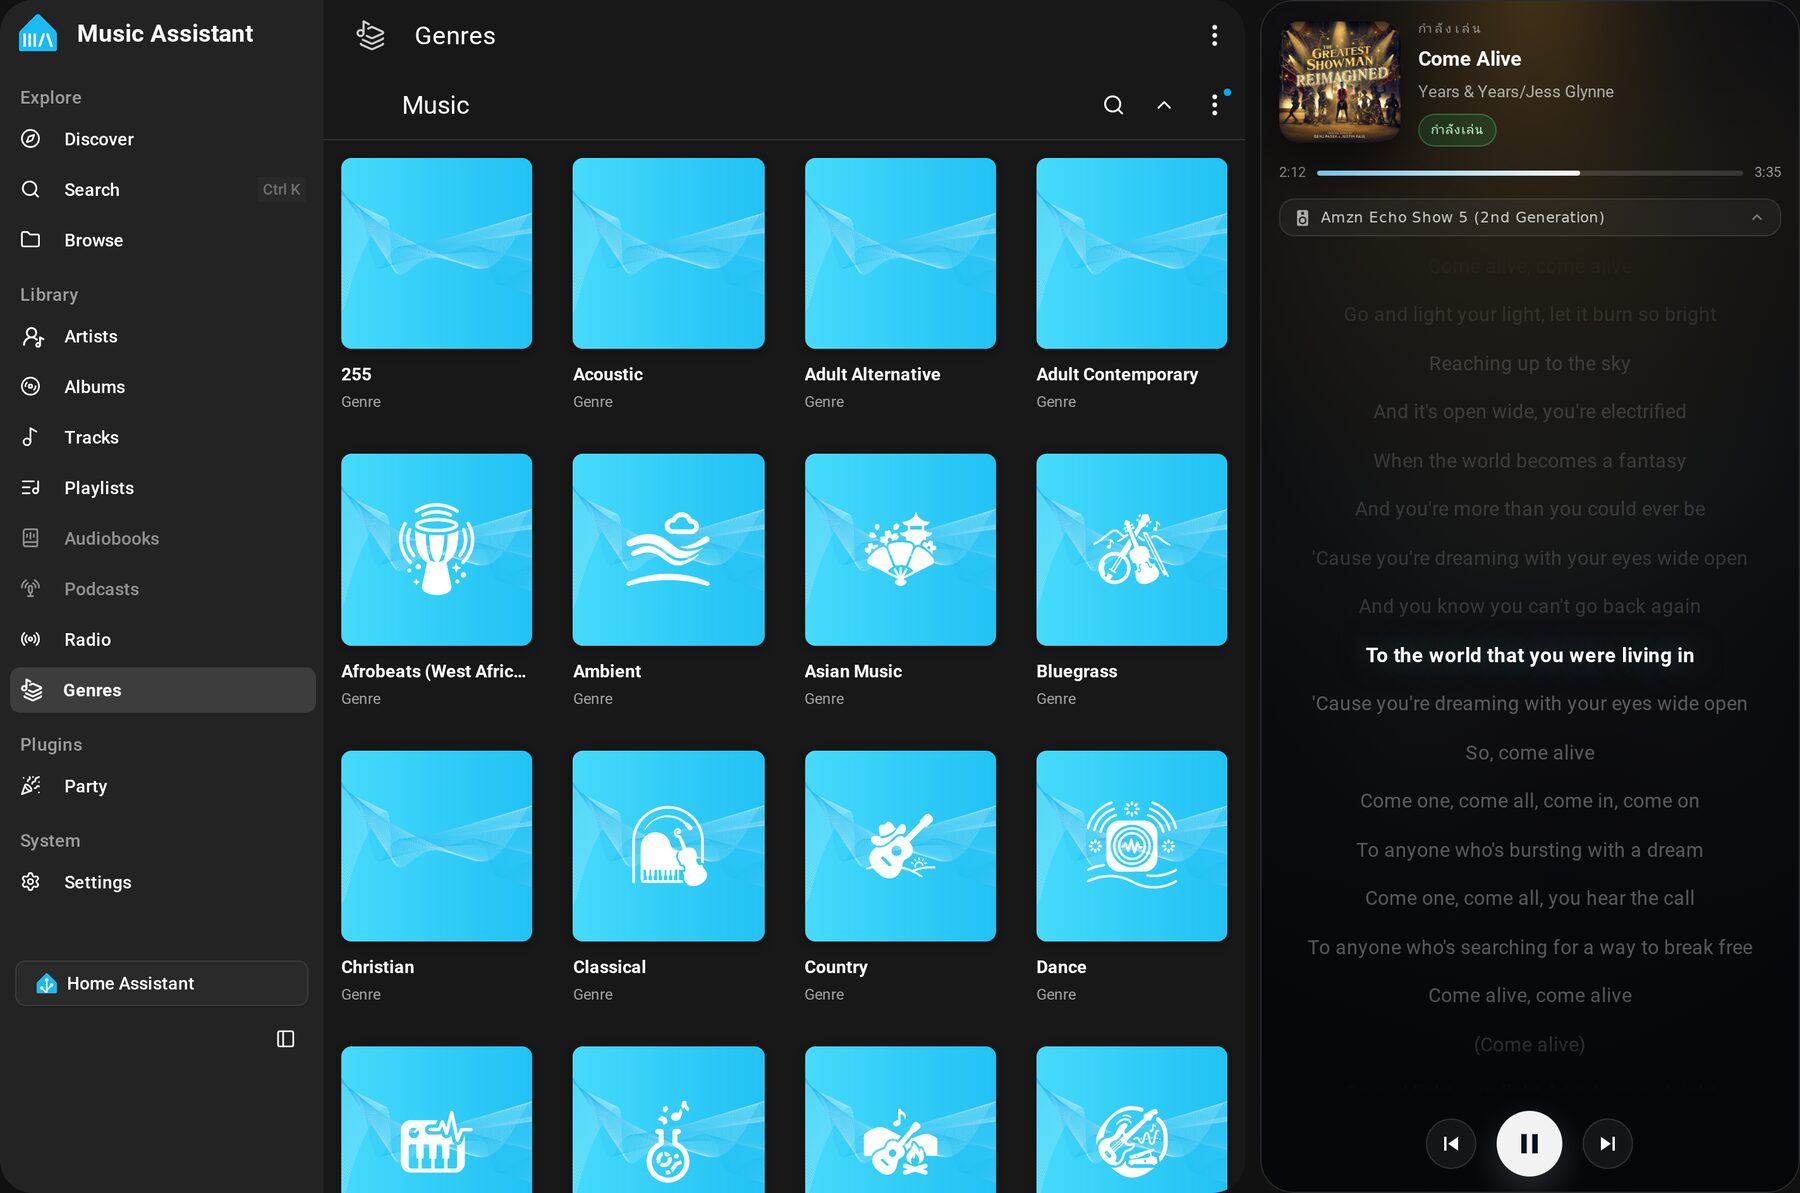 Music Assistant
Explore
Discover
Search
Ctrl K
Browse
Library
Artists
Albums
Tracks
Playlists
Audiobooks
Podcasts
Radio
Genres
Plugins
Party
System
Settings
Home Assistant
Genres
Music
255
Genre
Acoustic
Genre
Adult Alternative
Genre
Adult Contemporary
Genre
Afrobeats (West Afric...
Genre
Ambient
Genre
Asian Music
Genre
Bluegrass
Genre
Christian
Genre
Classical
Genre
Country
Genre
Dance
Genre
THE
GREATEST
SHOWMAN
REIMAGINED
กำลังเล่น
Come Alive
Years & Years/Jess Glynne
กำลังเล่น
2:12
3:35
Amzn Echo Show 5 (2nd Generation)
Come alive, come alive
Go and light your light, let it burn so bright
Reaching up to the sky
And it's open wide, you're electrified
When the world becomes a fantasy
And you're more than you could ever be
'Cause you're dreaming with your eyes wide open
And you know you can't go back again
To the world that you were living in
'Cause you're dreaming with your eyes wide open
So, come alive
Come one, come all, come in, come on
To anyone who's bursting with a dream
Come one, come all, you hear the call
To anyone who's searching for a way to break free
Come alive, come alive
(Come alive)